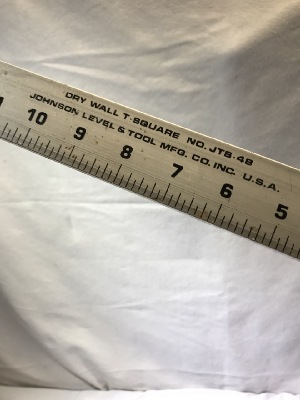 DRY WALL T-SQUARE NO. JTS-48
JOHNSON LEVEL & TOOL MFG. CO. INC. U.S.A.
10 9 8 7 6 5